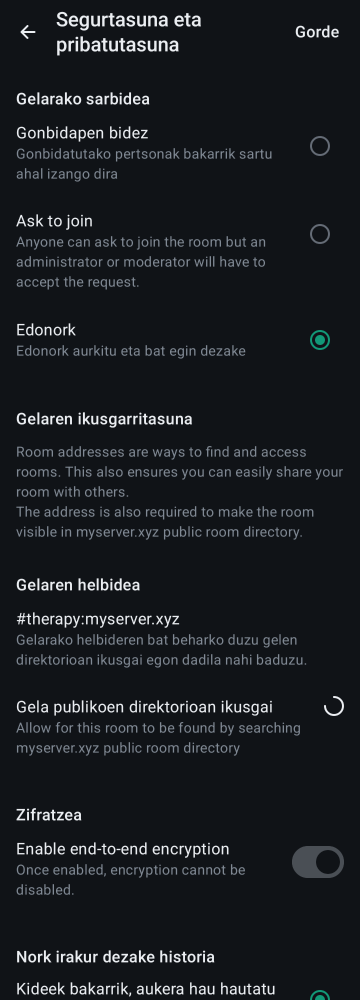 Segurtasuna eta
pribatutasuna
Gorde
Gelarako sarbidea
Gonbidapen bidez
Gonbidatutako pertsonak bakarrik sartu
ahal izango dira
Ask to join
Anyone can ask to join the room but an
administrator or moderator will have to
accept the request.
Edonork
Edonork aurkitu eta bat egin dezake
Gelaren ikusgarritasuna
Room addresses are ways to find and access
rooms. This also ensures you can easily share your
room with others.
The address is also required to make the room
visible in myserver.xyz public room directory.
Gelaren helbidea
#therapy:myserver.xyz
Gelarako helbideren bat beharko duzu gelen
direktorioan ikusgai egon dadila nahi baduzu.
Gela publikoen direktorioan ikusgai
Allow for this room to be found by searching
myserver.xyz public room directory
Zifratzea
Enable end-to-end encryption
Once enabled, encryption cannot be
disabled.
Nork irakur dezake historia
Kideek bakarrik, aukera hau hautatu